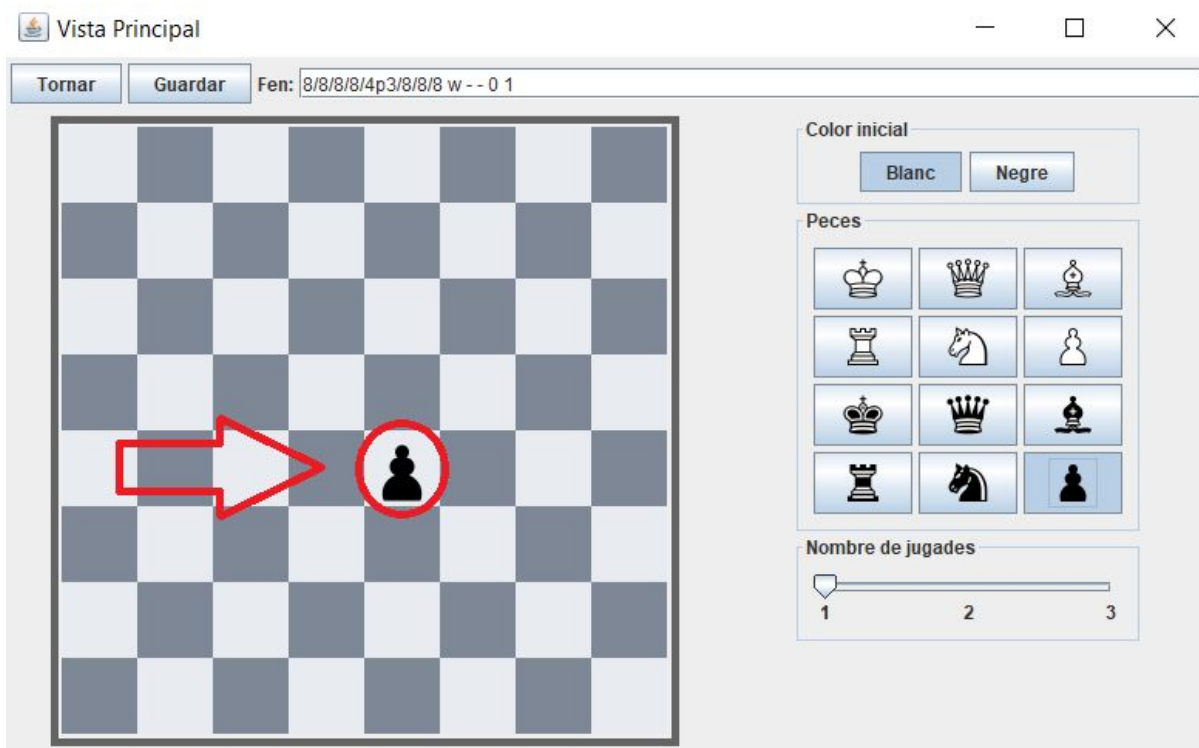 Vista Principal
Tornar Guardar Fen: 8/8/8/8/4p3/8/8/8 w - - 0 1
Color inicial
Blanc Negre
Peces
Nombre de jugades
1 2 3